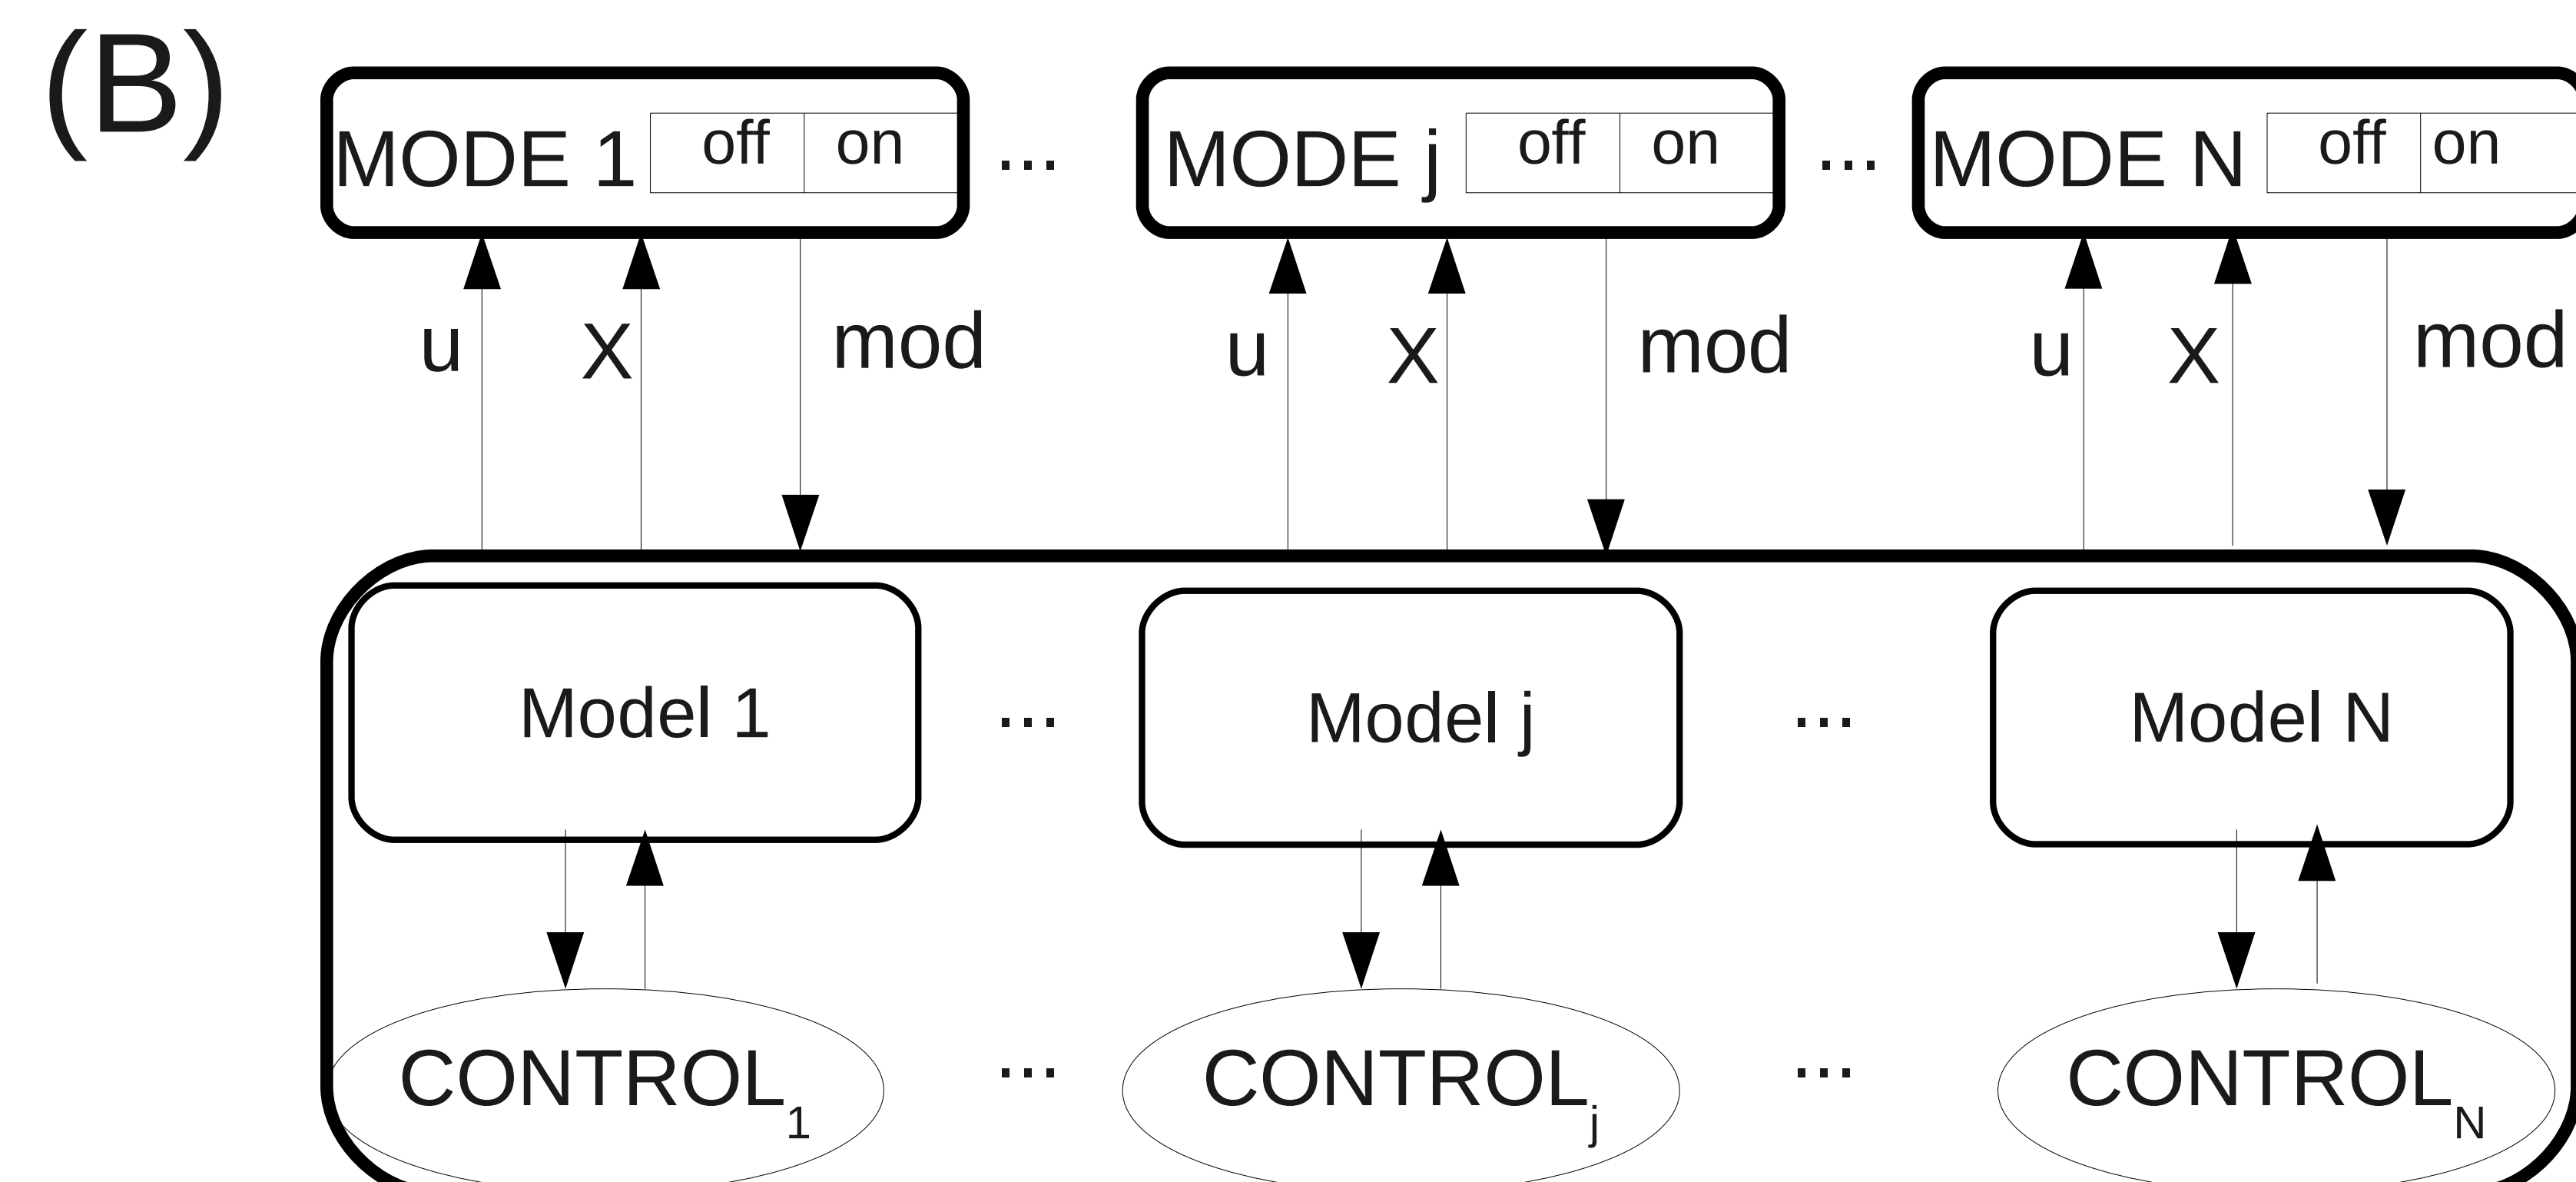 (B)
MODE 1 off on ... MODE j off on ... MODE N off on
u X mod u X mod u X mod
Model 1 ... Model j ... Model N
CONTROL1 ... CONTROLj ... CONTROLN